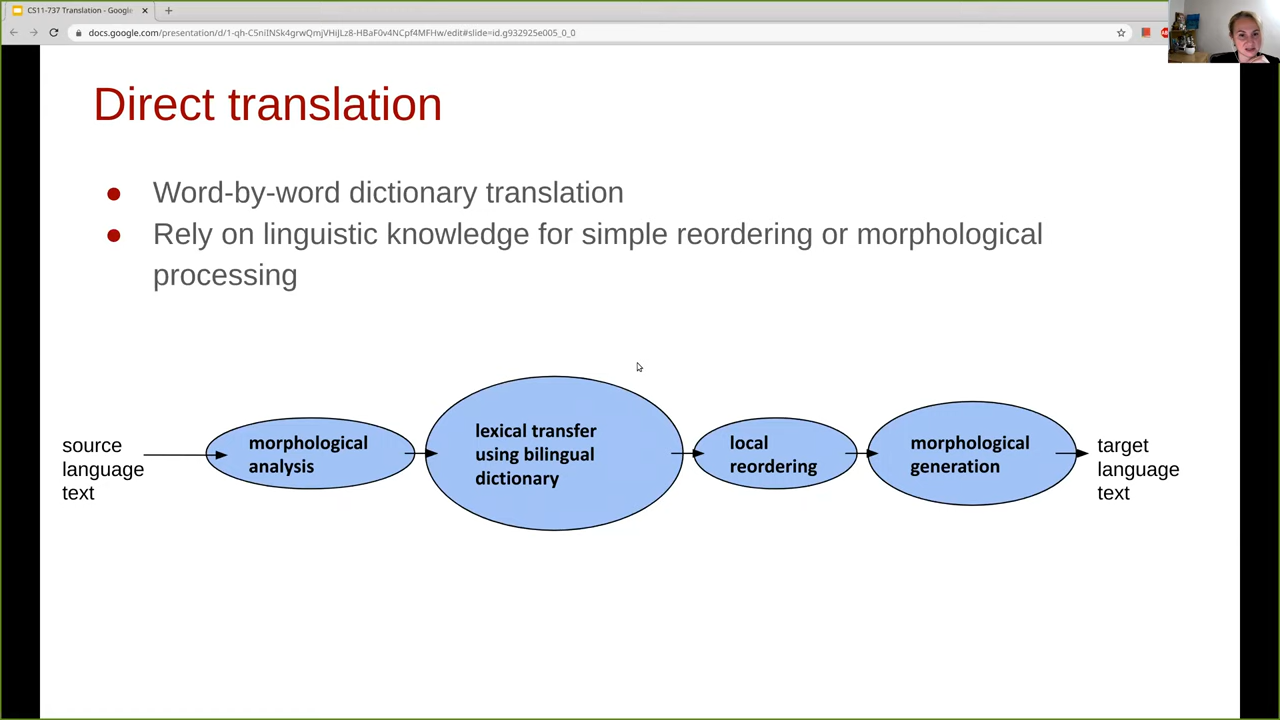 CS11-737 Translation - Google
docs.google.com/presentation/d/1-qh-C5niINSk4grwQmjVHiJLz8-HBaF0v4NCpf4MFHw/edit#slide=id.g932925e005_0_0
Direct translation
● Word-by-word dictionary translation
● Rely on linguistic knowledge for simple reordering or morphological
processing
source
language
text
morphological
analysis
lexical transfer
using bilingual
dictionary
local
reordering
morphological
generation
target
language
text